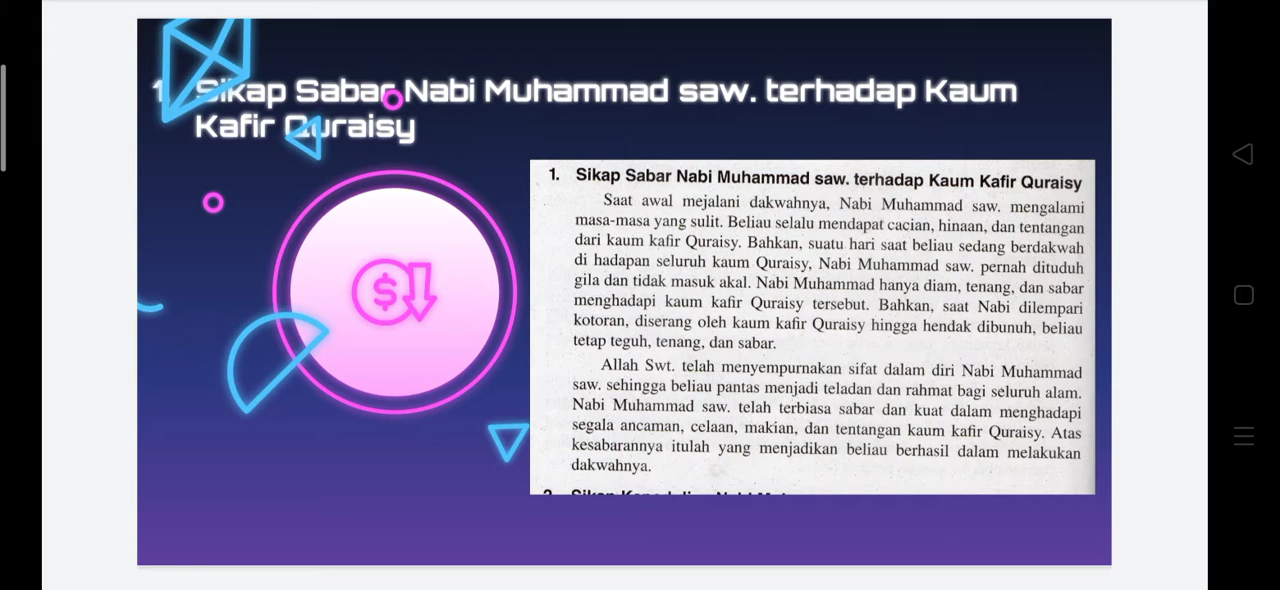 1. Sikap Sabar Nabi Muhammad saw. terhadap Kaum
Kafir Quraisy
1. Sikap Sabar Nabi Muhammad saw. terhadap Kaum Kafir Quraisy
Saat awal mejalani dakwahnya, Nabi Muhammad saw. mengalami
masa-masa yang sulit. Beliau selalu mendapat cacian, hinaan, dan tentangan
dari kaum kafir Quraisy. Bahkan, suatu hari saat beliau sedang berdakwah
di hadapan seluruh kaum Quraisy, Nabi Muhammad saw. pernah dituduh
gila dan tidak masuk akal. Nabi Muhammad hanya diam, tenang, dan sabar
menghadapi kaum kafir Quraisy tersebut. Bahkan, saat Nabi dilempari
kotoran, diserang oleh kaum kafir Quraisy hingga hendak dibunuh, beliau
tetap teguh, tenang, dan sabar.
Allah Swt. telah menyempurnakan sifat dalam diri Nabi Muhammad
saw. sehingga beliau pantas menjadi teladan dan rahmat bagi seluruh alam.
Nabi Muhammad saw. telah terbiasa sabar dan kuat dalam menghadapi
segala ancaman, celaan, makian, dan tentangan kaum kafir Quraisy. Atas
kesabarannya itulah yang menjadikan beliau berhasil dalam melakukan
dakwahnya.